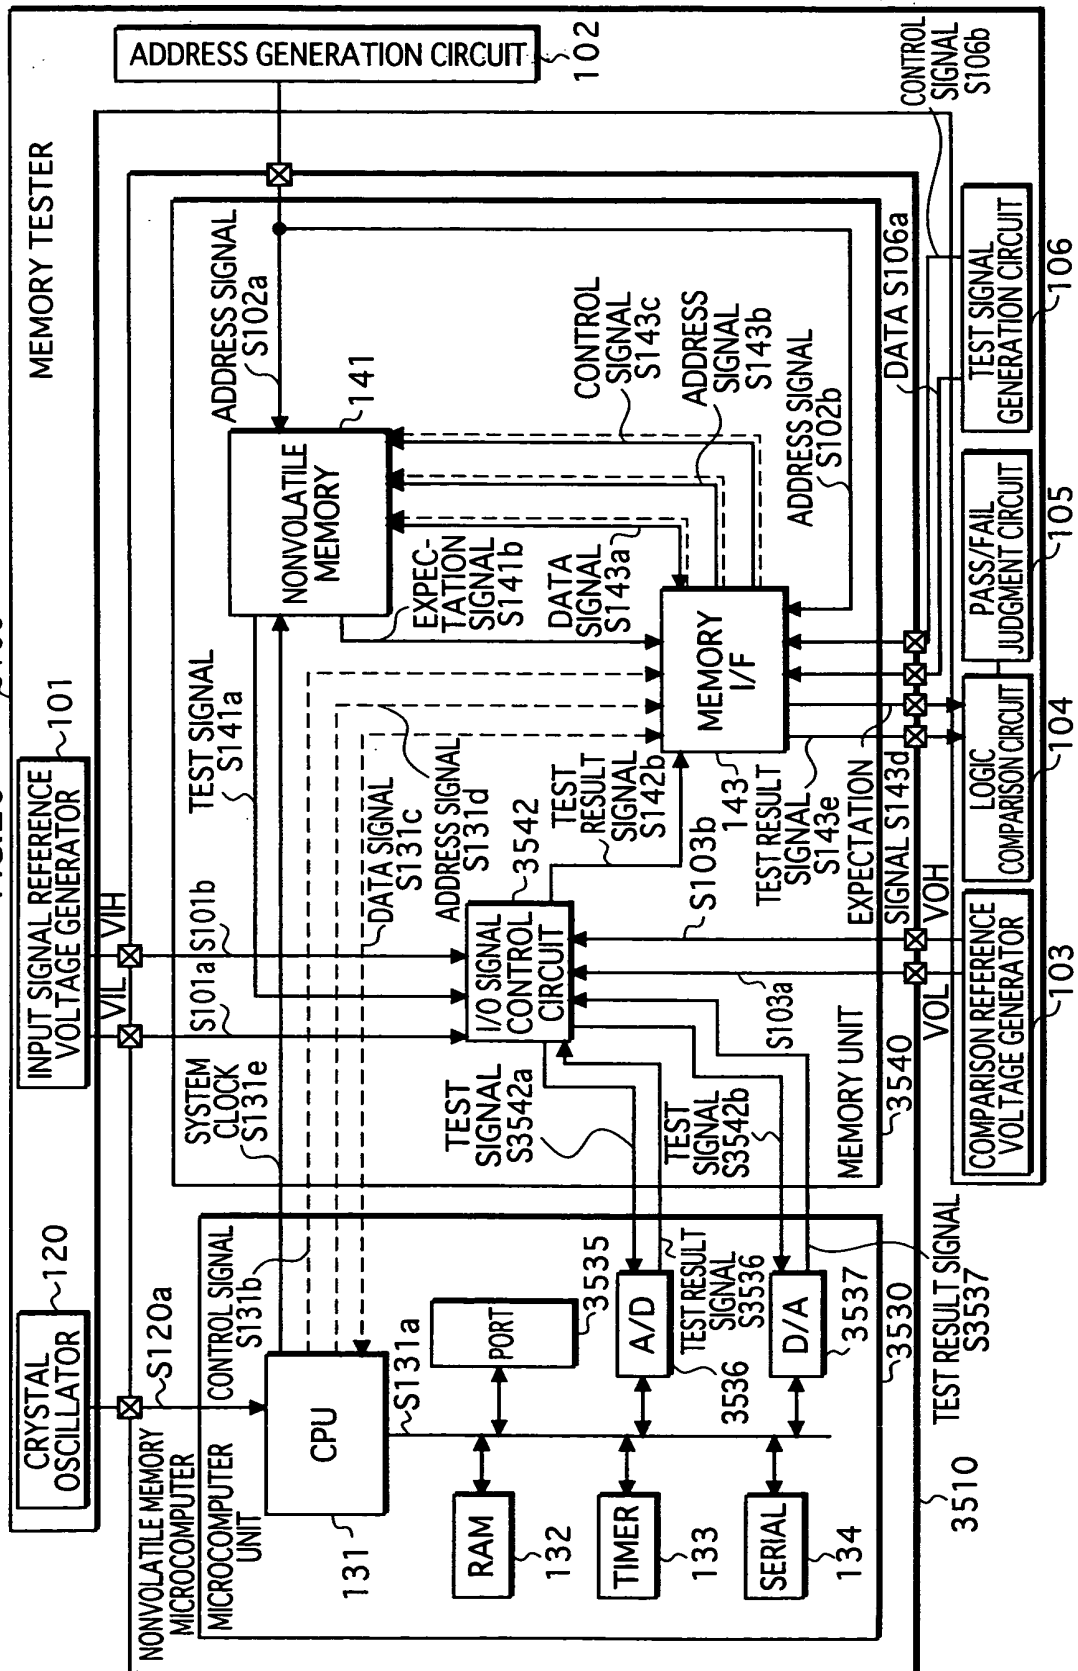 MEMORY TESTER
CRYSTAL
OSCILLATOR
120
INPUT SIGNAL REFERENCE
VOLTAGE GENERATOR
101
ADDRESS GENERATION CIRCUIT
102
S120a
VIL
VIH
S101a
S101b
NONVOLATILE MEMORY
MICROCOMPUTER
MICROCOMPUTER
UNIT
CONTROL SIGNAL
S131b
SYSTEM
CLOCK
S131e
TEST SIGNAL
S141a
ADDRESS SIGNAL
S102a
CPU
131
S131a
NONVOLATILE
MEMORY
141
DATA SIGNAL
S131c
ADDRESS SIGNAL
S131d
EXPEC-
TATION
SIGNAL
S141b
DATA
SIGNAL
S143a
CONTROL
SIGNAL
S143c
ADDRESS
SIGNAL
S143b
ADDRESS SIGNAL
S102b
RAM
132
TIMER
133
SERIAL
134
PORT
3535
A/D
3536
D/A
3537
TEST
SIGNAL
S3542a
TEST RESULT
SIGNAL
S3536
TEST
SIGNAL
S3542b
I/O SIGNAL
CONTROL
CIRCUIT
3542
TEST
RESULT
SIGNAL
S142b
MEMORY
I/F
143
S103a
S103b
TEST RESULT
SIGNAL
S143e
EXPECTATION
SIGNAL S143d
DATA S106a
CONTROL
SIGNAL
S106b
MEMORY UNIT
3540
3530
3510
TEST RESULT SIGNAL
S3537
VOL
VOH
COMPARISON REFERENCE
VOLTAGE GENERATOR
103
LOGIC
COMPARISON CIRCUIT
104
PASS/FAIL
JUDGMENT CIRCUIT
105
TEST SIGNAL
GENERATION CIRCUIT
106